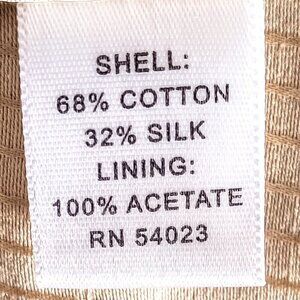 SHELL:
68% COTTON
32% SILK
LINING:
100% ACETATE
RN 54023